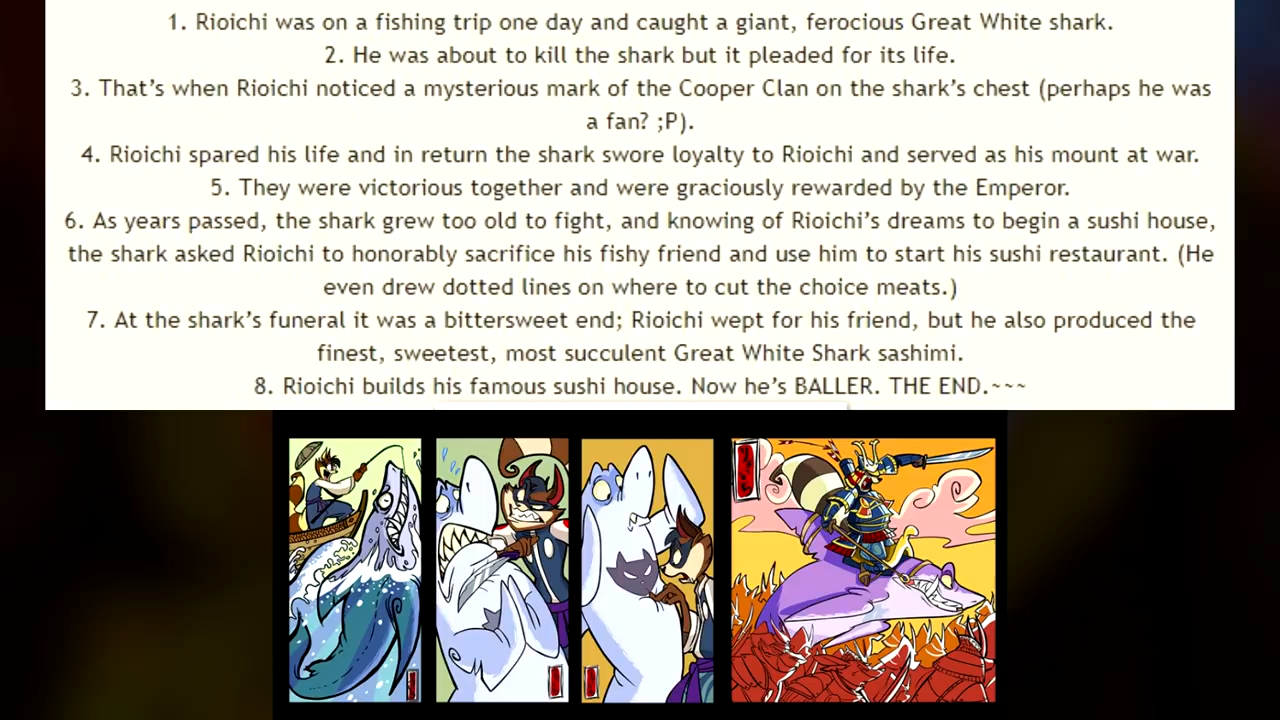 1. Rioichi was on a fishing trip one day and caught a giant, ferocious Great White shark.
2. He was about to kill the shark but it pleaded for its life.
3. That’s when Rioichi noticed a mysterious mark of the Cooper Clan on the shark’s chest (perhaps he was
a fan? ;P).
4. Rioichi spared his life and in return the shark swore loyalty to Rioichi and served as his mount at war.
5. They were victorious together and were graciously rewarded by the Emperor.
6. As years passed, the shark grew too old to fight, and knowing of Rioichi’s dreams to begin a sushi house,
the shark asked Rioichi to honorably sacrifice his fishy friend and use him to start his sushi restaurant. (He
even drew dotted lines on where to cut the choice meats.)
7. At the shark’s funeral it was a bittersweet end; Rioichi wept for his friend, but he also produced the
finest, sweetest, most succulent Great White Shark sashimi.
8. Rioichi builds his famous sushi house. Now he’s BALLER. THE END.~~~